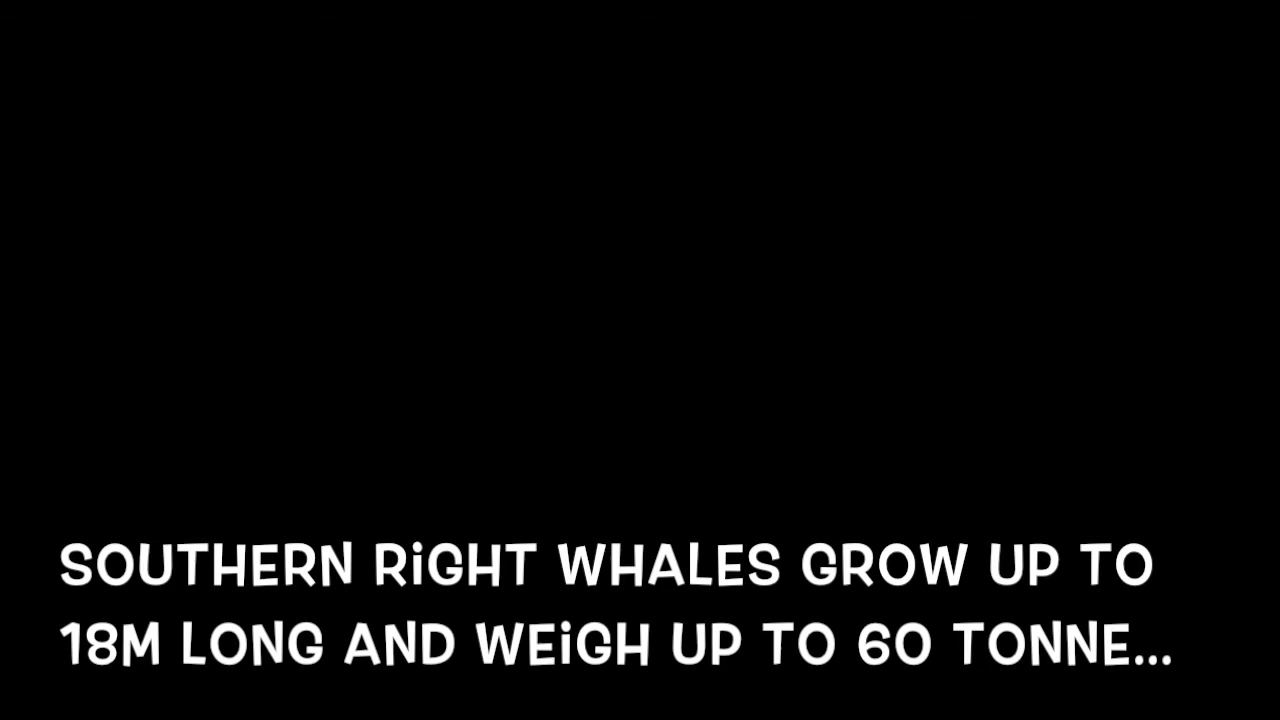 SOUTHERN RiGHT WHALES GROW UP TO
18M LONG AND WEiGH UP TO 60 TONNE...